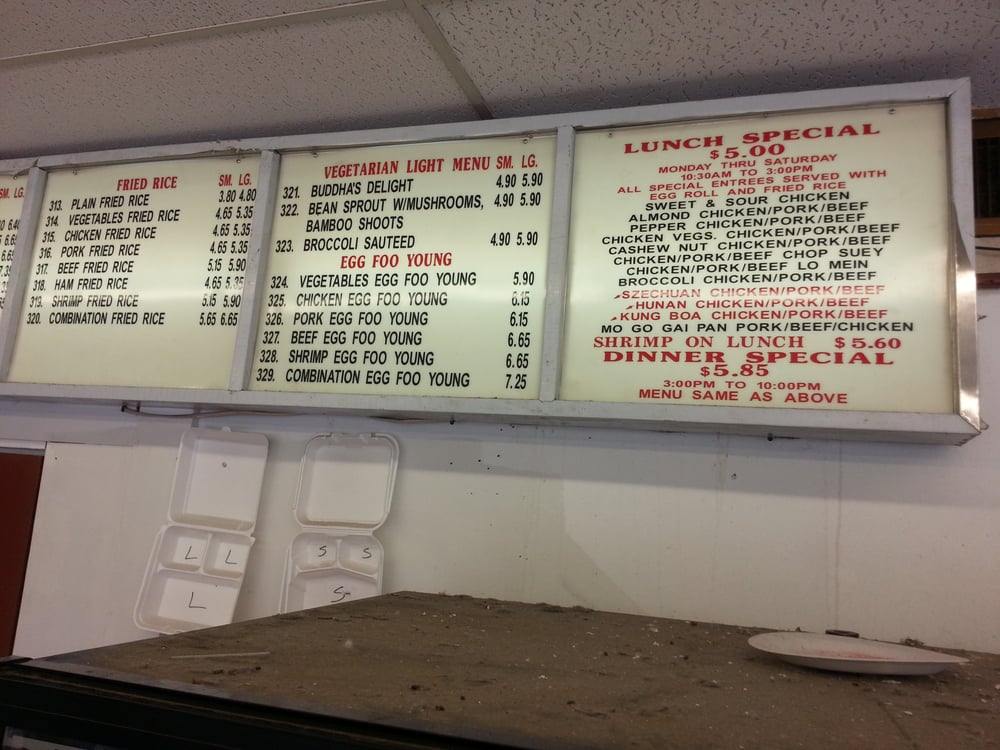 SM. LG.
FRIED RICE SM. LG.
313. PLAIN FRIED RICE 3.80 4.80
314. VEGETABLES FRIED RICE 4.65 5.35
315. CHICKEN FRIED RICE 4.65 5.35
316. PORK FRIED RICE 4.65 5.35
317. BEEF FRIED RICE 5.15 5.90
318. HAM FRIED RICE 4.65 5.35
319. SHRIMP FRIED RICE 5.15 5.90
320. COMBINATION FRIED RICE 5.65 6.65
VEGETARIAN LIGHT MENU SM. LG.
321. BUDDHA'S DELIGHT 4.90 5.90
322. BEAN SPROUT W/MUSHROOMS, 4.90 5.90
BAMBOO SHOOTS
323. BROCCOLI SAUTEED 4.90 5.90
EGG FOO YOUNG
324. VEGETABLES EGG FOO YOUNG 5.90
325. CHICKEN EGG FOO YOUNG 6.15
326. PORK EGG FOO YOUNG 6.15
327. BEEF EGG FOO YOUNG 6.65
328. SHRIMP EGG FOO YOUNG 6.65
329. COMBINATION EGG FOO YOUNG 7.25
LUNCH SPECIAL
$5.00
MONDAY THRU SATURDAY
10:30AM TO 3:00PM
ALL SPECIAL ENTREES SERVED WITH
EGG ROLL AND FRIED RICE
SWEET & SOUR CHICKEN
ALMOND CHICKEN/PORK/BEEF
PEPPER CHICKEN/PORK/BEEF
CHICKEN VEGS. CHICKEN/PORK/BEEF
CASHEW NUT CHICKEN/PORK/BEEF
CHICKEN/PORK/BEEF CHOP SUEY
CHICKEN/PORK/BEEF LO MEIN
BROCCOLI CHICKEN/PORK/BEEF
SZECHUAN CHICKEN/PORK/BEEF
HUNAN CHICKEN/PORK/BEEF
KUNG BOA CHICKEN/PORK/BEEF
MO GO GAI PAN PORK/BEEF/CHICKEN
SHRIMP ON LUNCH $5.60
DINNER SPECIAL
$5.85
3:00PM TO 10:00PM
MENU SAME AS ABOVE
L L
L
S S
S